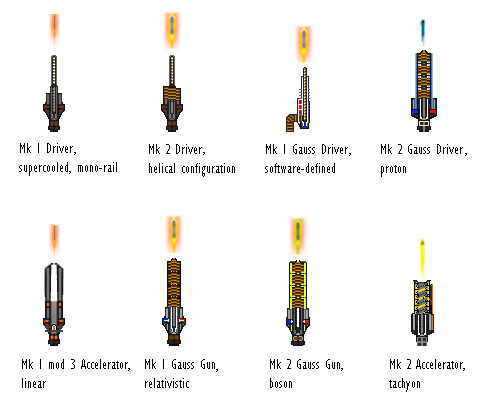 Mk 1 Driver,
supercooled, mono-rail
Mk 2 Driver,
helical configuration
Mk 1 Gauss Driver,
software-defined
Mk 2 Gauss Driver,
proton
Mk 1 mod 3 Accelerator,
linear
Mk 1 Gauss Gun,
relativistic
Mk 2 Gauss Gun,
boson
Mk 2 Accelerator,
tachyon